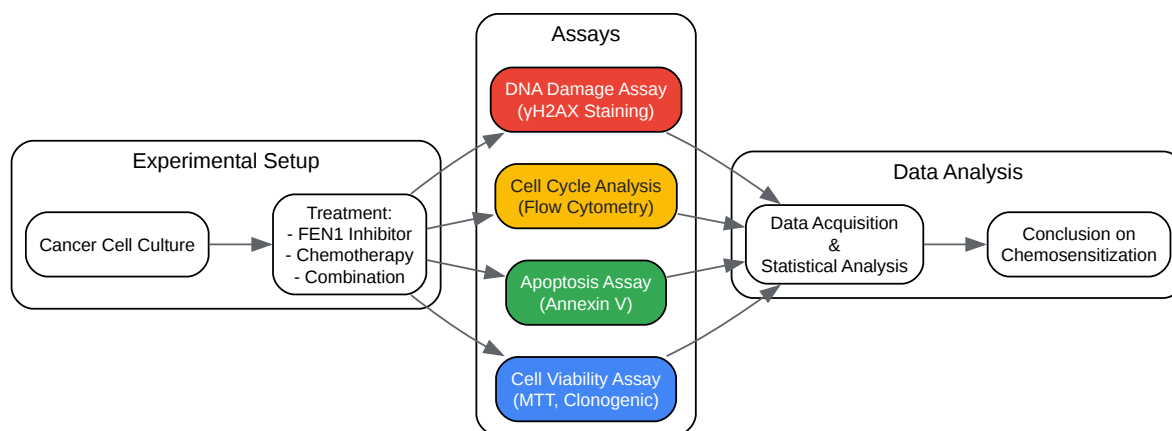 Experimental Setup
Cancer Cell Culture
Treatment:
- FEN1 Inhibitor
- Chemotherapy
- Combination
Assays
DNA Damage Assay
(γH2AX Staining)
Cell Cycle Analysis
(Flow Cytometry)
Apoptosis Assay
(Annexin V)
Cell Viability Assay
(MTT, Clonogenic)
Data Analysis
Data Acquisition
&
Statistical Analysis
Conclusion on
Chemosensitization